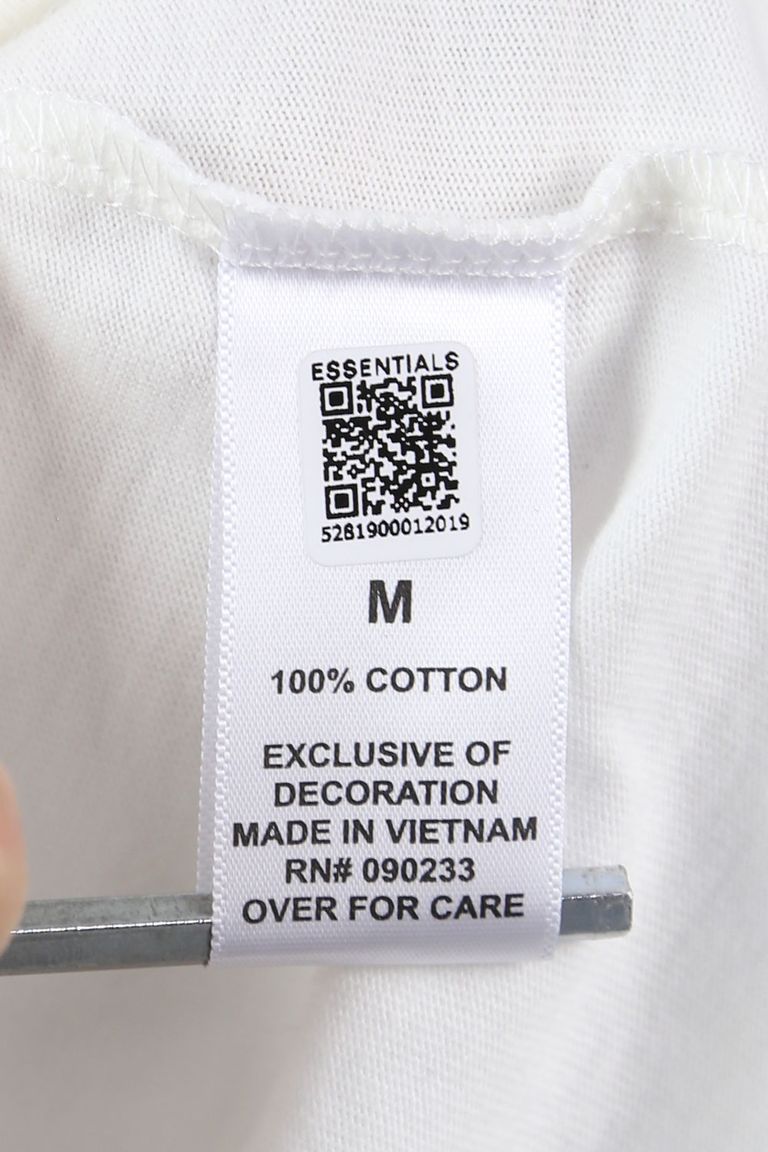 ESSENTIALS
5281900012019
M
100% COTTON
EXCLUSIVE OF
DECORATION
MADE IN VIETNAM
RN# 090233
OVER FOR CARE